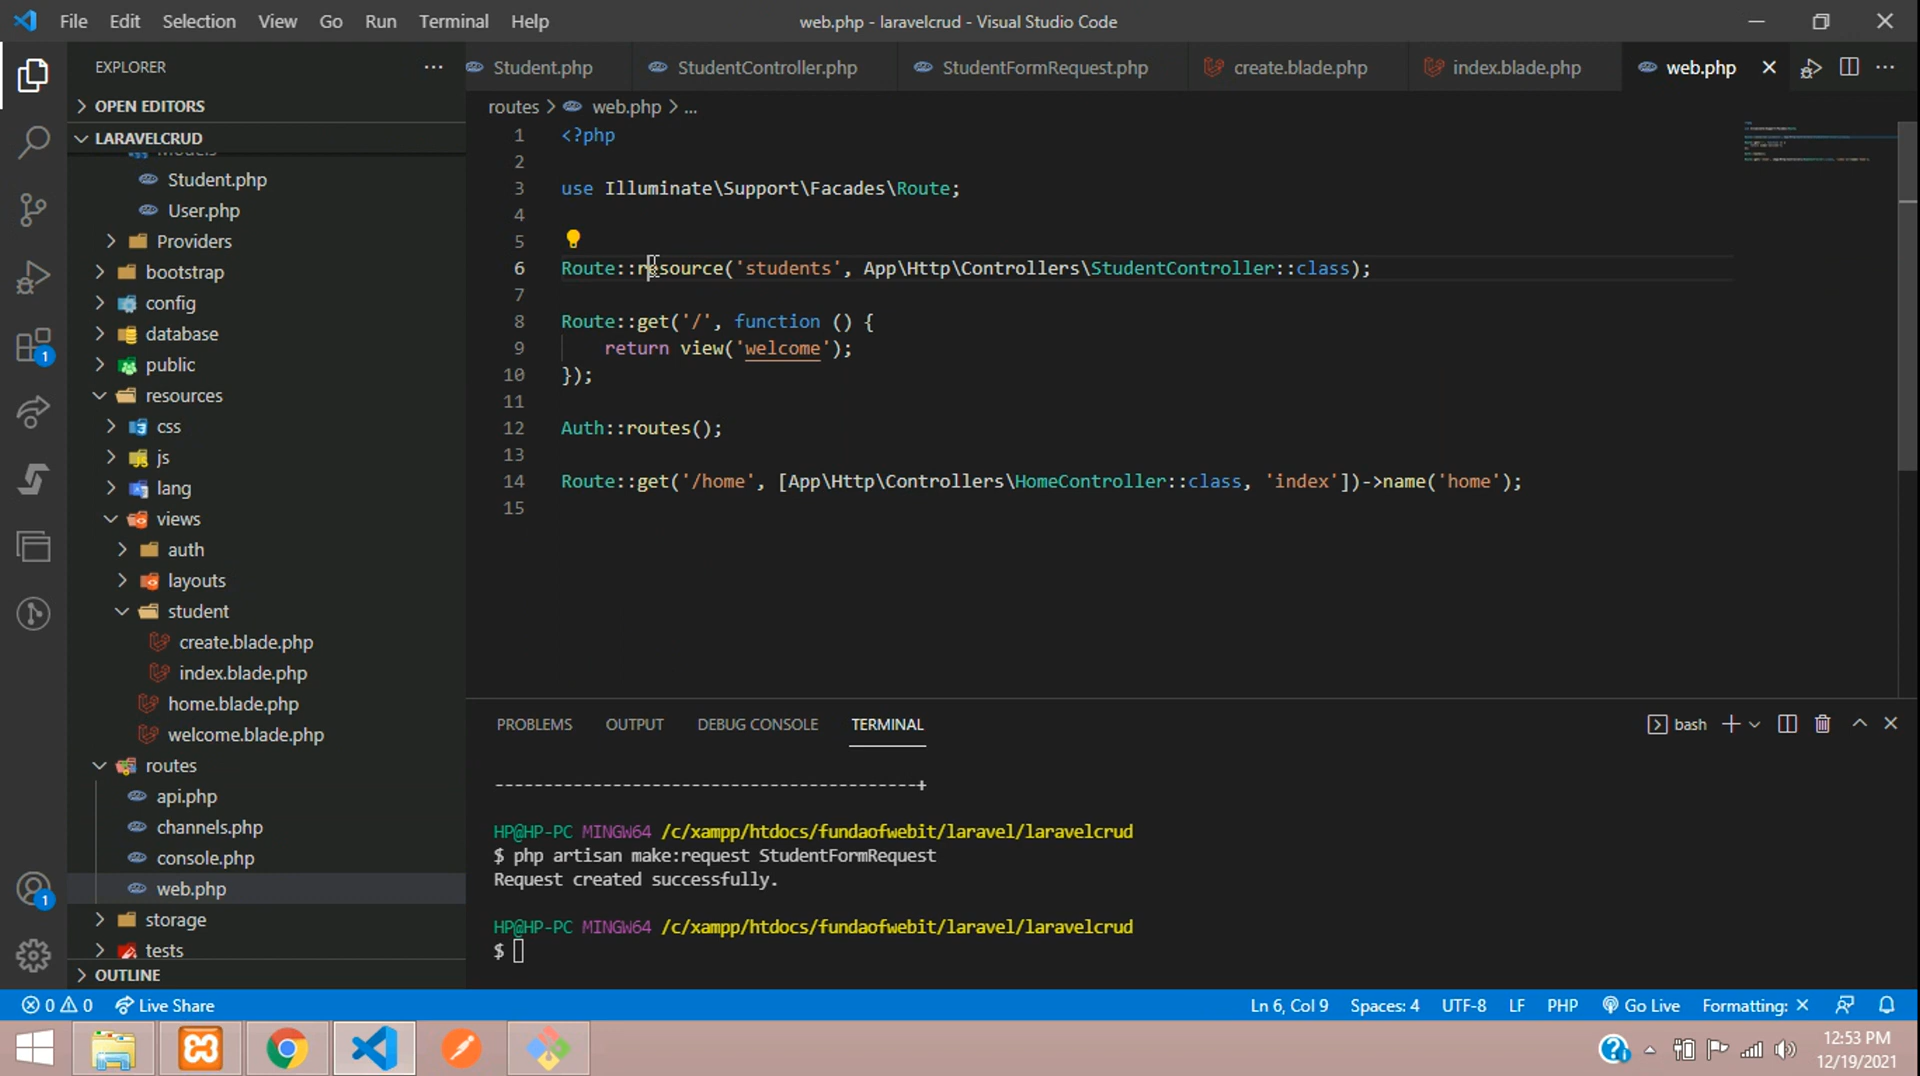 File Edit Selection View Go Run Terminal Help web.php - laravelcrud - Visual Studio Code
EXPLORER
OPEN EDITORS
LARAVELCRUD
Models
Student.php
User.php
Providers
bootstrap
config
database
public
resources
css
js
lang
views
auth
layouts
student
create.blade.php
index.blade.php
home.blade.php
welcome.blade.php
routes
api.php
channels.php
console.php
web.php
storage
tests
OUTLINE
1
1
Student.php StudentController.php StudentFormRequest.php create.blade.php index.blade.php web.php
routes > web.php > ...
1 <?php
2
3 use Illuminate\Support\Facades\Route;
4
5
6 Route::resource('students', App\Http\Controllers\StudentController::class);
7
8 Route::get('/', function () {
9 return view('welcome');
10 });
11
12 Auth::routes();
13
14 Route::get('/home', [App\Http\Controllers\HomeController::class, 'index'])->name('home');
15
PROBLEMS OUTPUT DEBUG CONSOLE TERMINAL bash
-------------------------------------------+
HP@HP-PC MINGW64 /c/xampp/htdocs/fundaofwebit/laravel/laravelcrud
$ php artisan make:request StudentFormRequest
Request created successfully.
HP@HP-PC MINGW64 /c/xampp/htdocs/fundaofwebit/laravel/laravelcrud
$
0 0 Live Share Ln 6, Col 9 Spaces: 4 UTF-8 LF PHP Go Live Formatting: ×
12:53 PM
12/19/2021